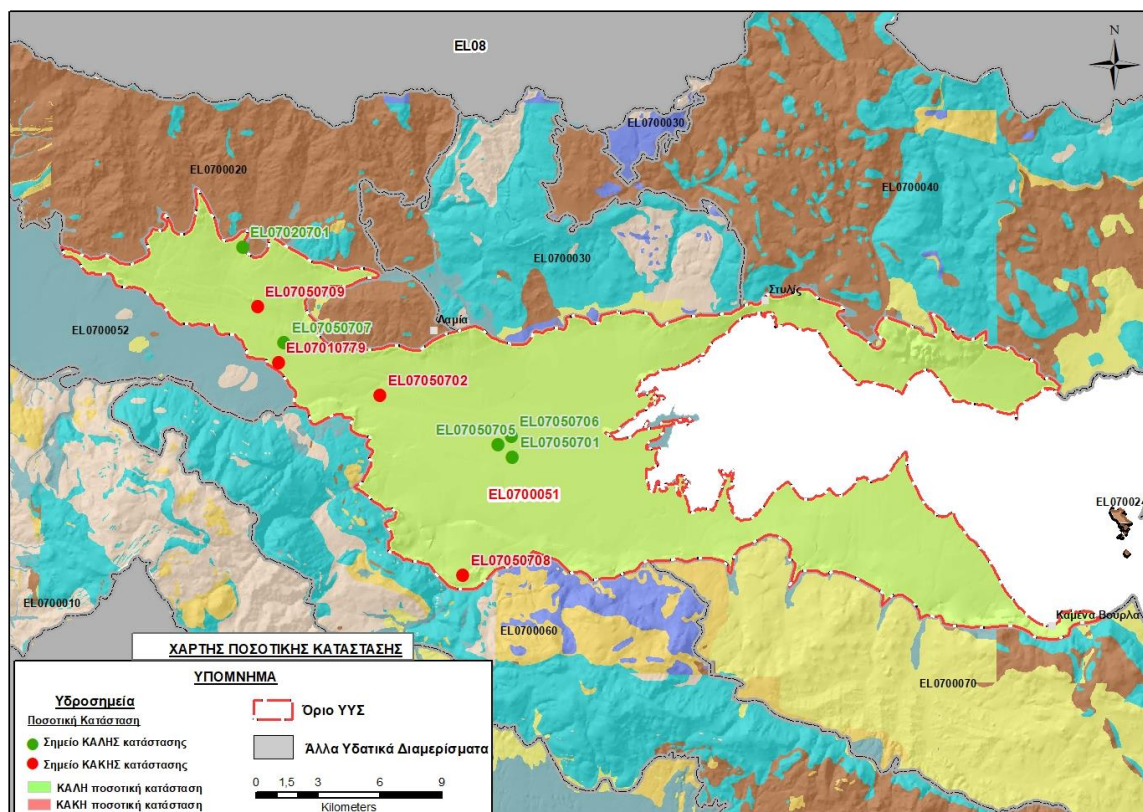 EL08
N
EL0700030
EL0700020
EL0700040
EL07020701
EL0700030
EL07050709
Στυλίς
EL0700052
Λαμία
EL07050707
EL07010779
EL07050702
EL07050706
EL07050705
EL07050701
EL0700051
EL070024
EL07050708
EL0700010
Καμένα Βουρλά
EL0700060
EL0700070
ΧΑΡΤΗΣ ΠΟΣΟΤΙΚΗΣ ΚΑΤΑΣΤΑΣΗΣ
ΥΠΟΜΝΗΜΑ
Υδροσημεία
Ποσοτική Κατάσταση
Σημείο ΚΑΛΗΣ κατάστασης
Σημείο ΚΑΚΗΣ κατάστασης
ΚΑΛΗ ποσοτική κατάσταση
ΚΑΚΗ ποσοτική κατάσταση
Όριο ΥΥΣ
Άλλα Υδατικά Διαμερίσματα
0 1,5 3 6 9
Kilometers